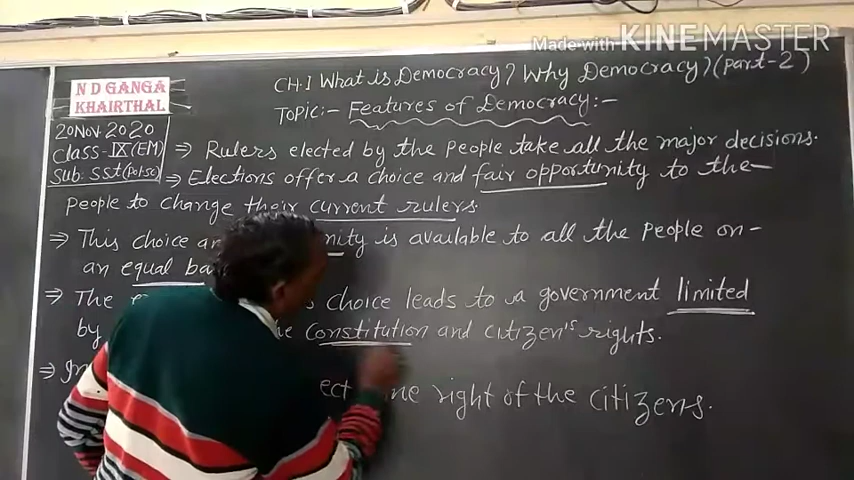 Made with KINEMASTER
CH.1 What is Democracy? Why Democracy? (part-2)
N D GANGA
KHAIRTHAL
TOPIC:- Features of Democracy:-
20 Nov. 2020
Class-IX (EM)
Sub: SSt (Pol.sc)
⇒ Rulers elected by the People take all the major decisions.
⇒ Elections offer a choice and fair opportunity to the-
People to change their current rulers.
⇒ This choice is available to all the People on-
an equal
⇒ The choice leads to a government limited
by Constitution and citizen's rights.
⇒ right of the citizens.